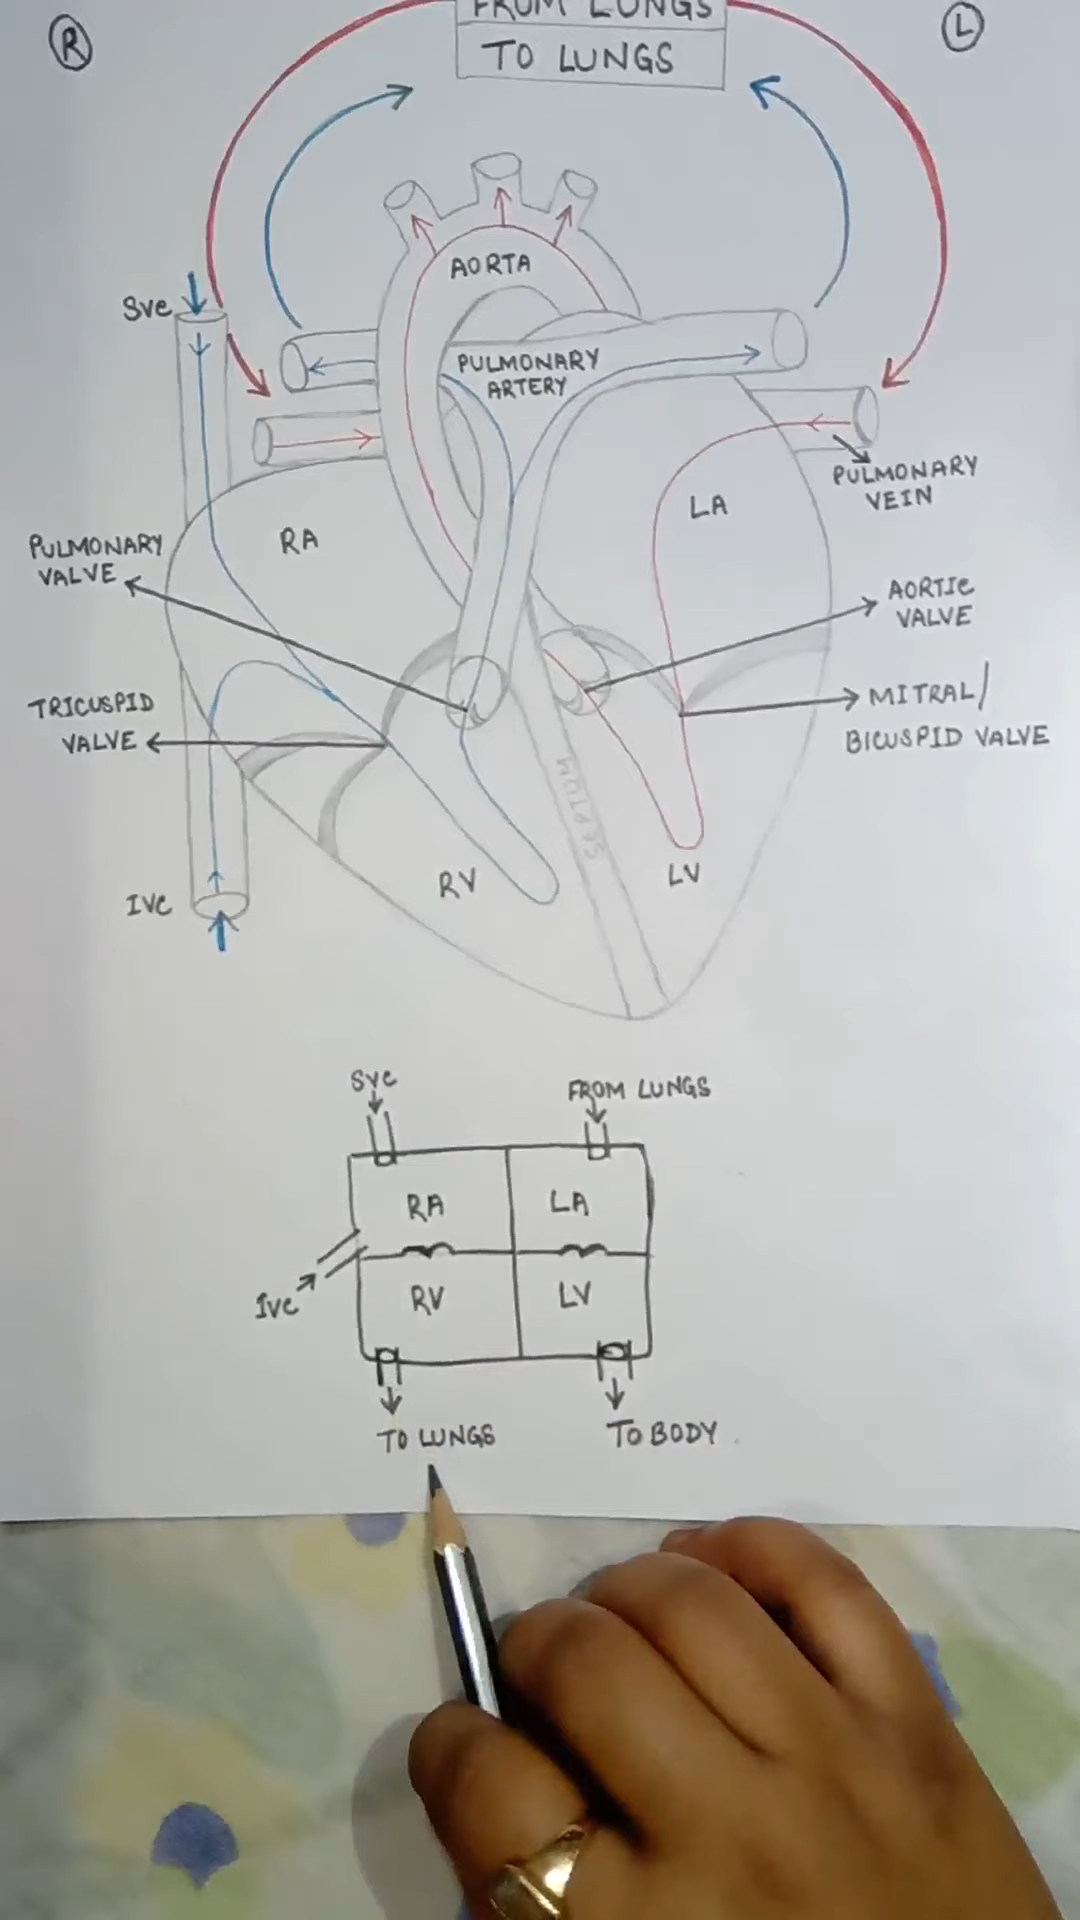 R
L
FROM LUNGS
TO LUNGS
AORTA
SVC
PULMONARY
ARTERY
PULMONARY
VEIN
LA
RA
PULMONARY
VALVE
AORTIC
VALVE
TRICUSPID
VALVE
MITRAL/
BICUSPID VALVE
SEPTUM
RV
LV
IVC
SVC
FROM LUNGS
RA
LA
IVC
RV
LV
TO LUNGS
TO BODY